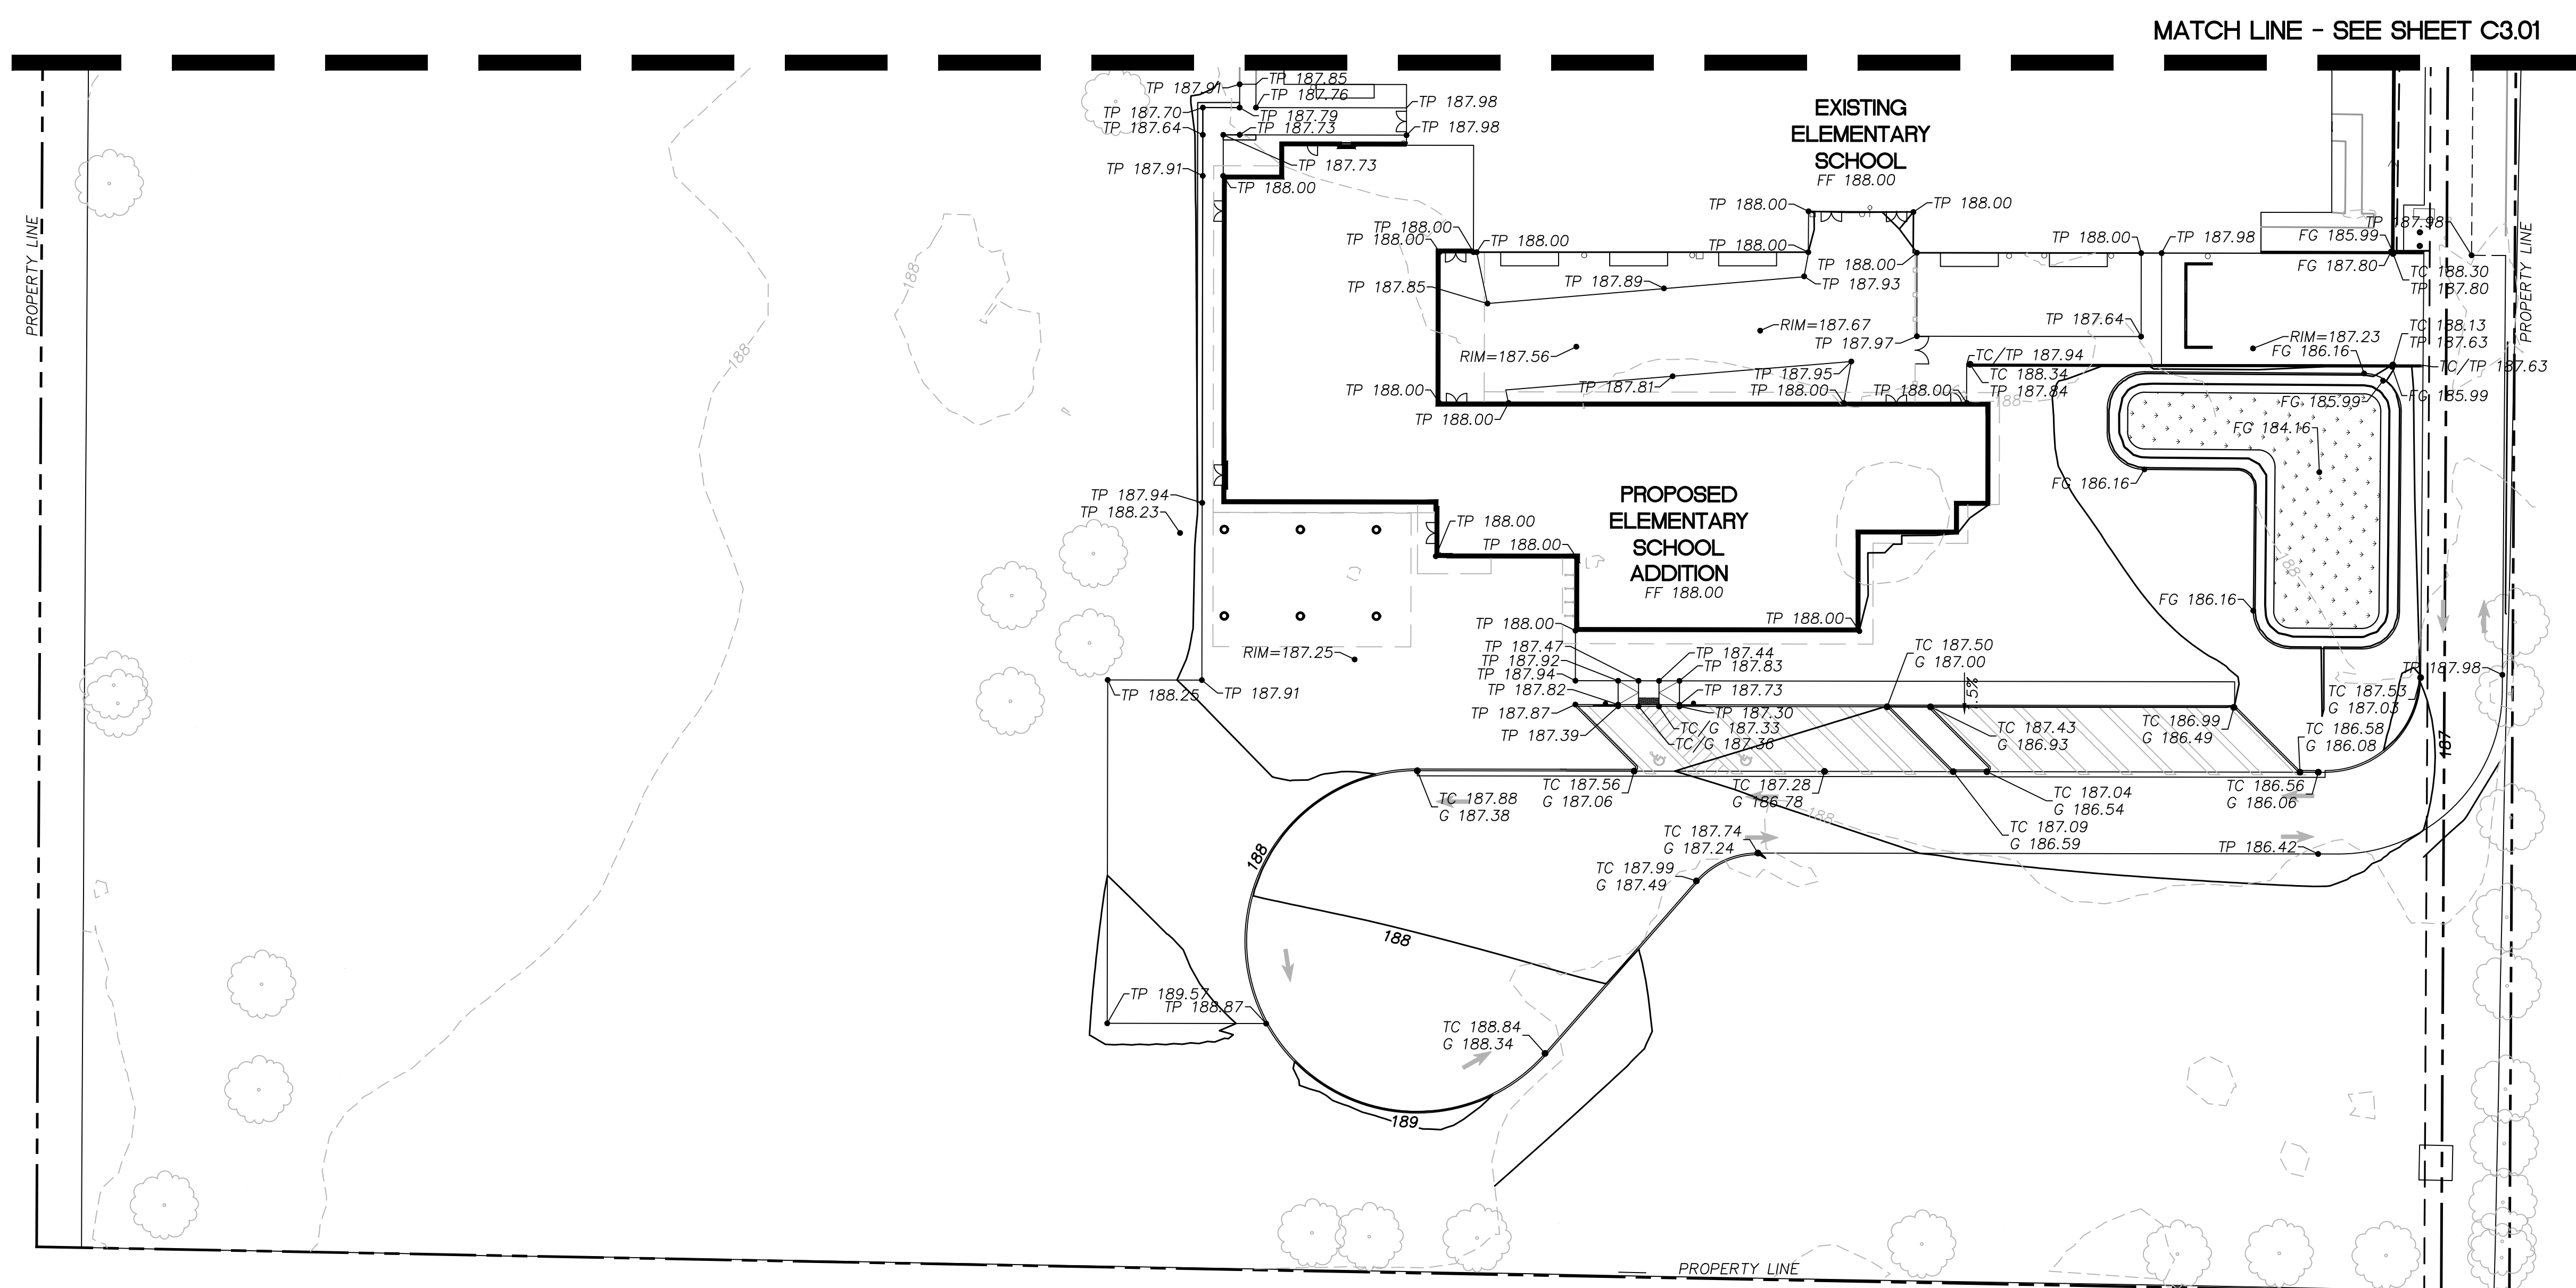 MATCH LINE - SEE SHEET C3.01
TP 187.85
TP 187.91
TP 187.76
TP 187.98
TP 187.70
TP 187.79
TP 187.64
TP 187.73
TP 187.98
EXISTING
ELEMENTARY
SCHOOL
FF 188.00
TP 187.91
TP 187.73
TP 188.00
TP 188.00
TP 188.00
PROPERTY LINE
PROPERTY LINE
TP 188.00
TP 188.00
TP 188.00
TP 188.00
TP 188.00
TP 188.00
TP 187.98
TP 187.98
FG 185.99
FG 187.80
TC 188.30
TP 187.80
188
188
TP 187.85
TP 187.89
TP 187.93
RIM=187.67
RIM=187.56
TP 187.97
TP 187.64
TC 188.13
TP 187.63
RIM=187.23
FG 186.16
TC/TP 187.63
TC/TP 187.94
TC 188.34
TP 187.84
TP 187.95
TP 187.81
TP 188.00
TP 188.00
TP 188.00
TP 188.00
188
FG 185.99
FG 185.99
FG 184.16
FG 186.16
TP 187.94
TP 188.23
TP 188.00
TP 188.00
PROPOSED
ELEMENTARY
SCHOOL
ADDITION
FF 188.00
188
FG 186.16
TP 188.00
TP 188.00
RIM=187.25
TP 187.47
TP 187.92
TP 187.94
TP 187.82
TP 187.87
TP 187.39
TP 187.44
TP 187.83
TP 187.73
TP 187.30
TC/G 187.33
TC/G 187.36
TC 187.50
G 187.00
TP 187.98
TC 187.53
G 187.03
TP 188.25
TP 187.91
TC 187.43
G 186.93
TC 186.99
G 186.49
TC 186.58
G 186.08
187
TC 187.88
G 187.38
TC 187.56
G 187.06
TC 187.28
G 186.78
TC 187.04
G 186.54
TC 186.56
G 186.06
188
TC 187.09
G 186.59
TC 187.74
G 187.24
TP 186.42
TC 187.99
G 187.49
188
188
TP 189.57
TP 188.87
TC 188.84
G 188.34
189
PROPERTY LINE